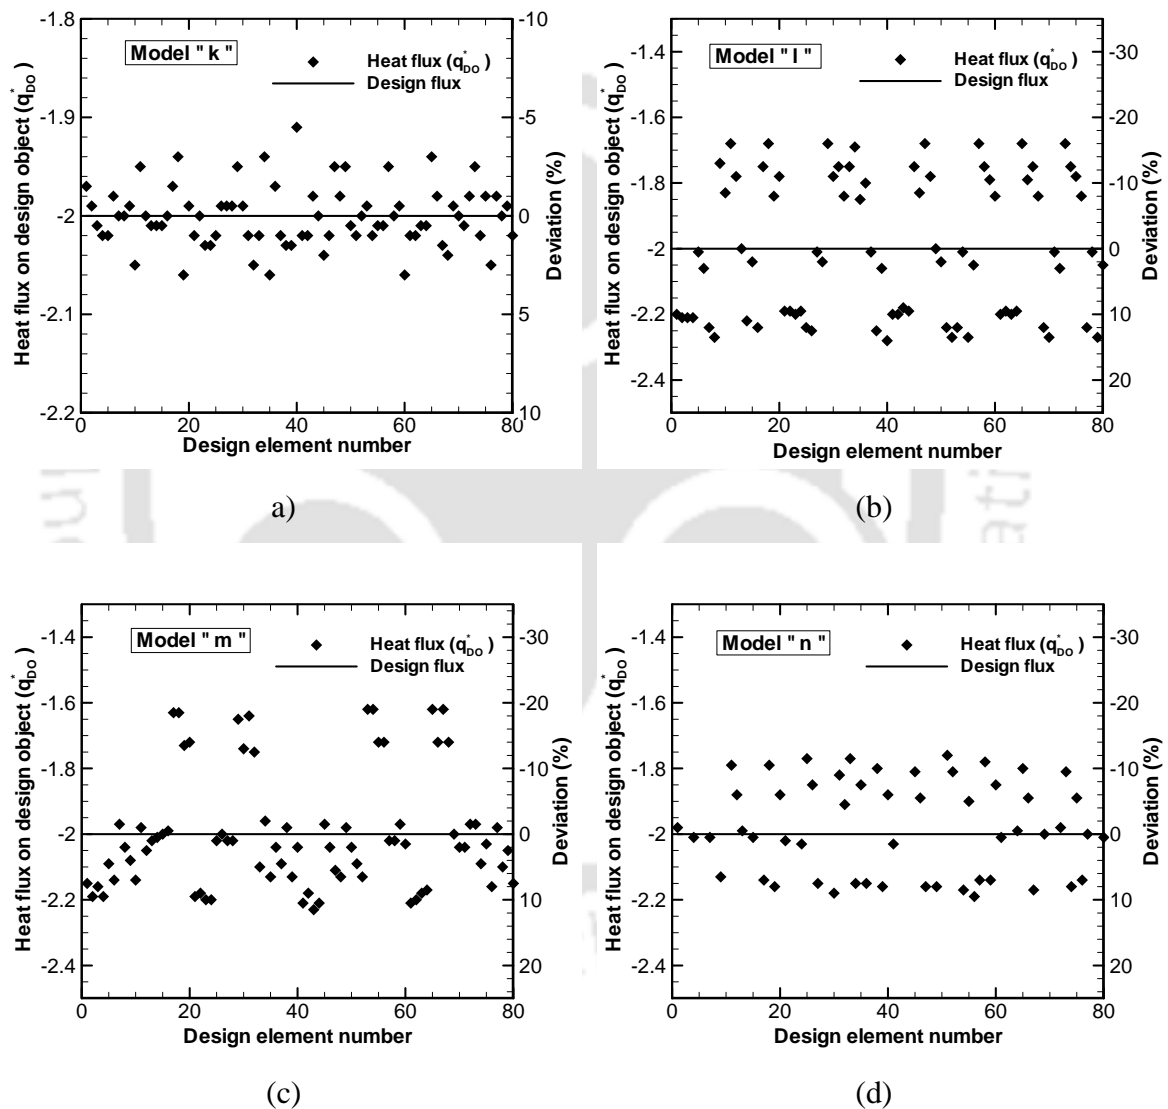 Model " k "
Heat flux (q*DO )
Design flux
Heat flux on design object (q*DO )
Deviation (%)
-1.8
-1.9
-2
-2.1
-2.2
-10
-5
0
5
10
20
40
60
80
Design element number
a)
Model " l "
Heat flux (q*DO )
Design flux
Heat flux on design object (q*DO )
Deviation (%)
-1.4
-1.6
-1.8
-2
-2.2
-2.4
-30
-20
-10
0
10
20
0
20
40
60
80
Design element number
(b)
ati
Model " m "
Heat flux (q*DO )
Design flux
Heat flux on design object (q*DO )
Deviation (%)
-1.4
-1.6
-1.8
-2
-2.2
-2.4
-30
-20
-10
0
10
20
0
20
40
60
80
Design element number
(c)
Model " n "
Heat flux (q*DO )
Design flux
Heat flux on design object (q*DO )
Deviation (%)
-1.4
-1.6
-1.8
-2
-2.2
-2.4
-30
-20
-10
0
10
20
0
20
40
60
80
Design element number
(d)